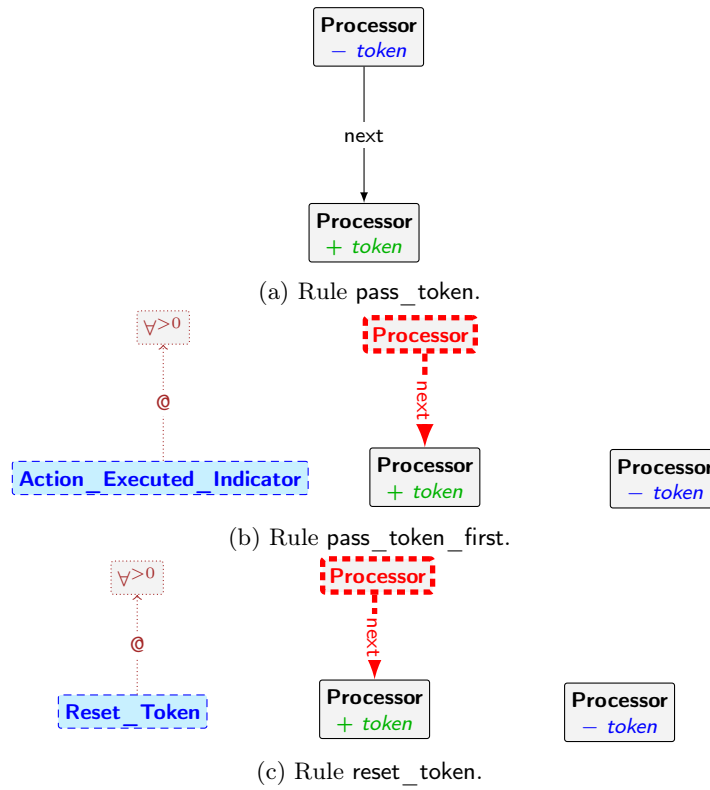 Processor
− token
next
Processor
+ token
(a) Rule pass_token.
∀>0
Processor
@
next
Action_Executed_Indicator
Processor
+ token
Processor
− token
(b) Rule pass_token_first.
∀>0
Processor
@
next
Reset_Token
Processor
+ token
Processor
− token
(c) Rule reset_token.